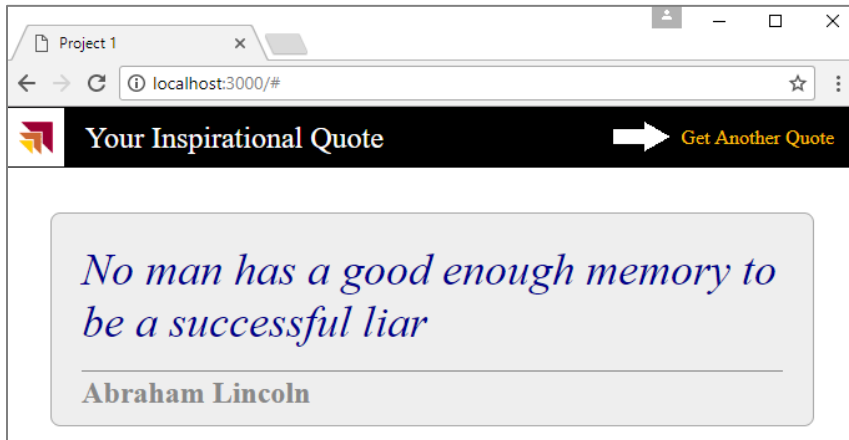 Project 1
localhost:3000/#
Your Inspirational Quote
Get Another Quote
No man has a good enough memory to
be a successful liar
Abraham Lincoln